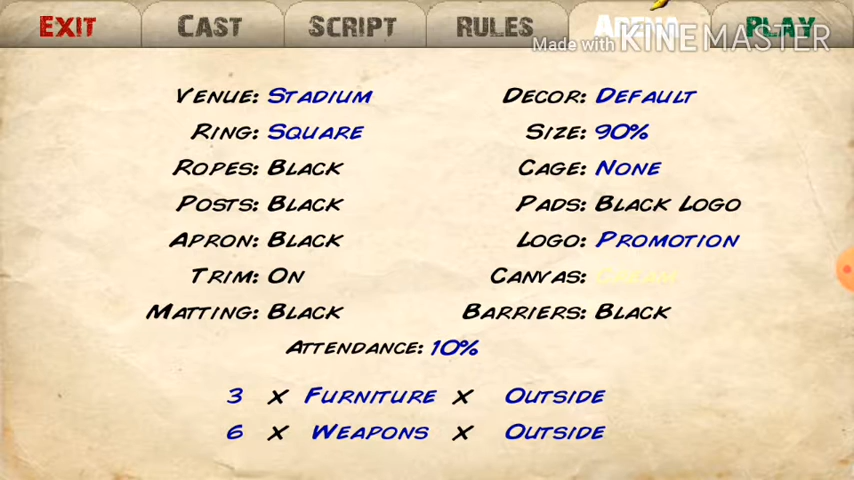 EXIT CAST SCRIPT RULES ARENA PLAY
Made with KINEMASTER
VENUE: STADIUM DECOR: DEFAULT
RING: SQUARE SIZE: 90%
ROPES: BLACK CAGE: NONE
POSTS: BLACK PADS: BLACK LOGO
APRON: BLACK LOGO: PROMOTION
TRIM: ON CANVAS: CREAM
MATTING: BLACK BARRIERS: BLACK
ATTENDANCE: 10%
3 X FURNITURE X OUTSIDE
6 X WEAPONS X OUTSIDE